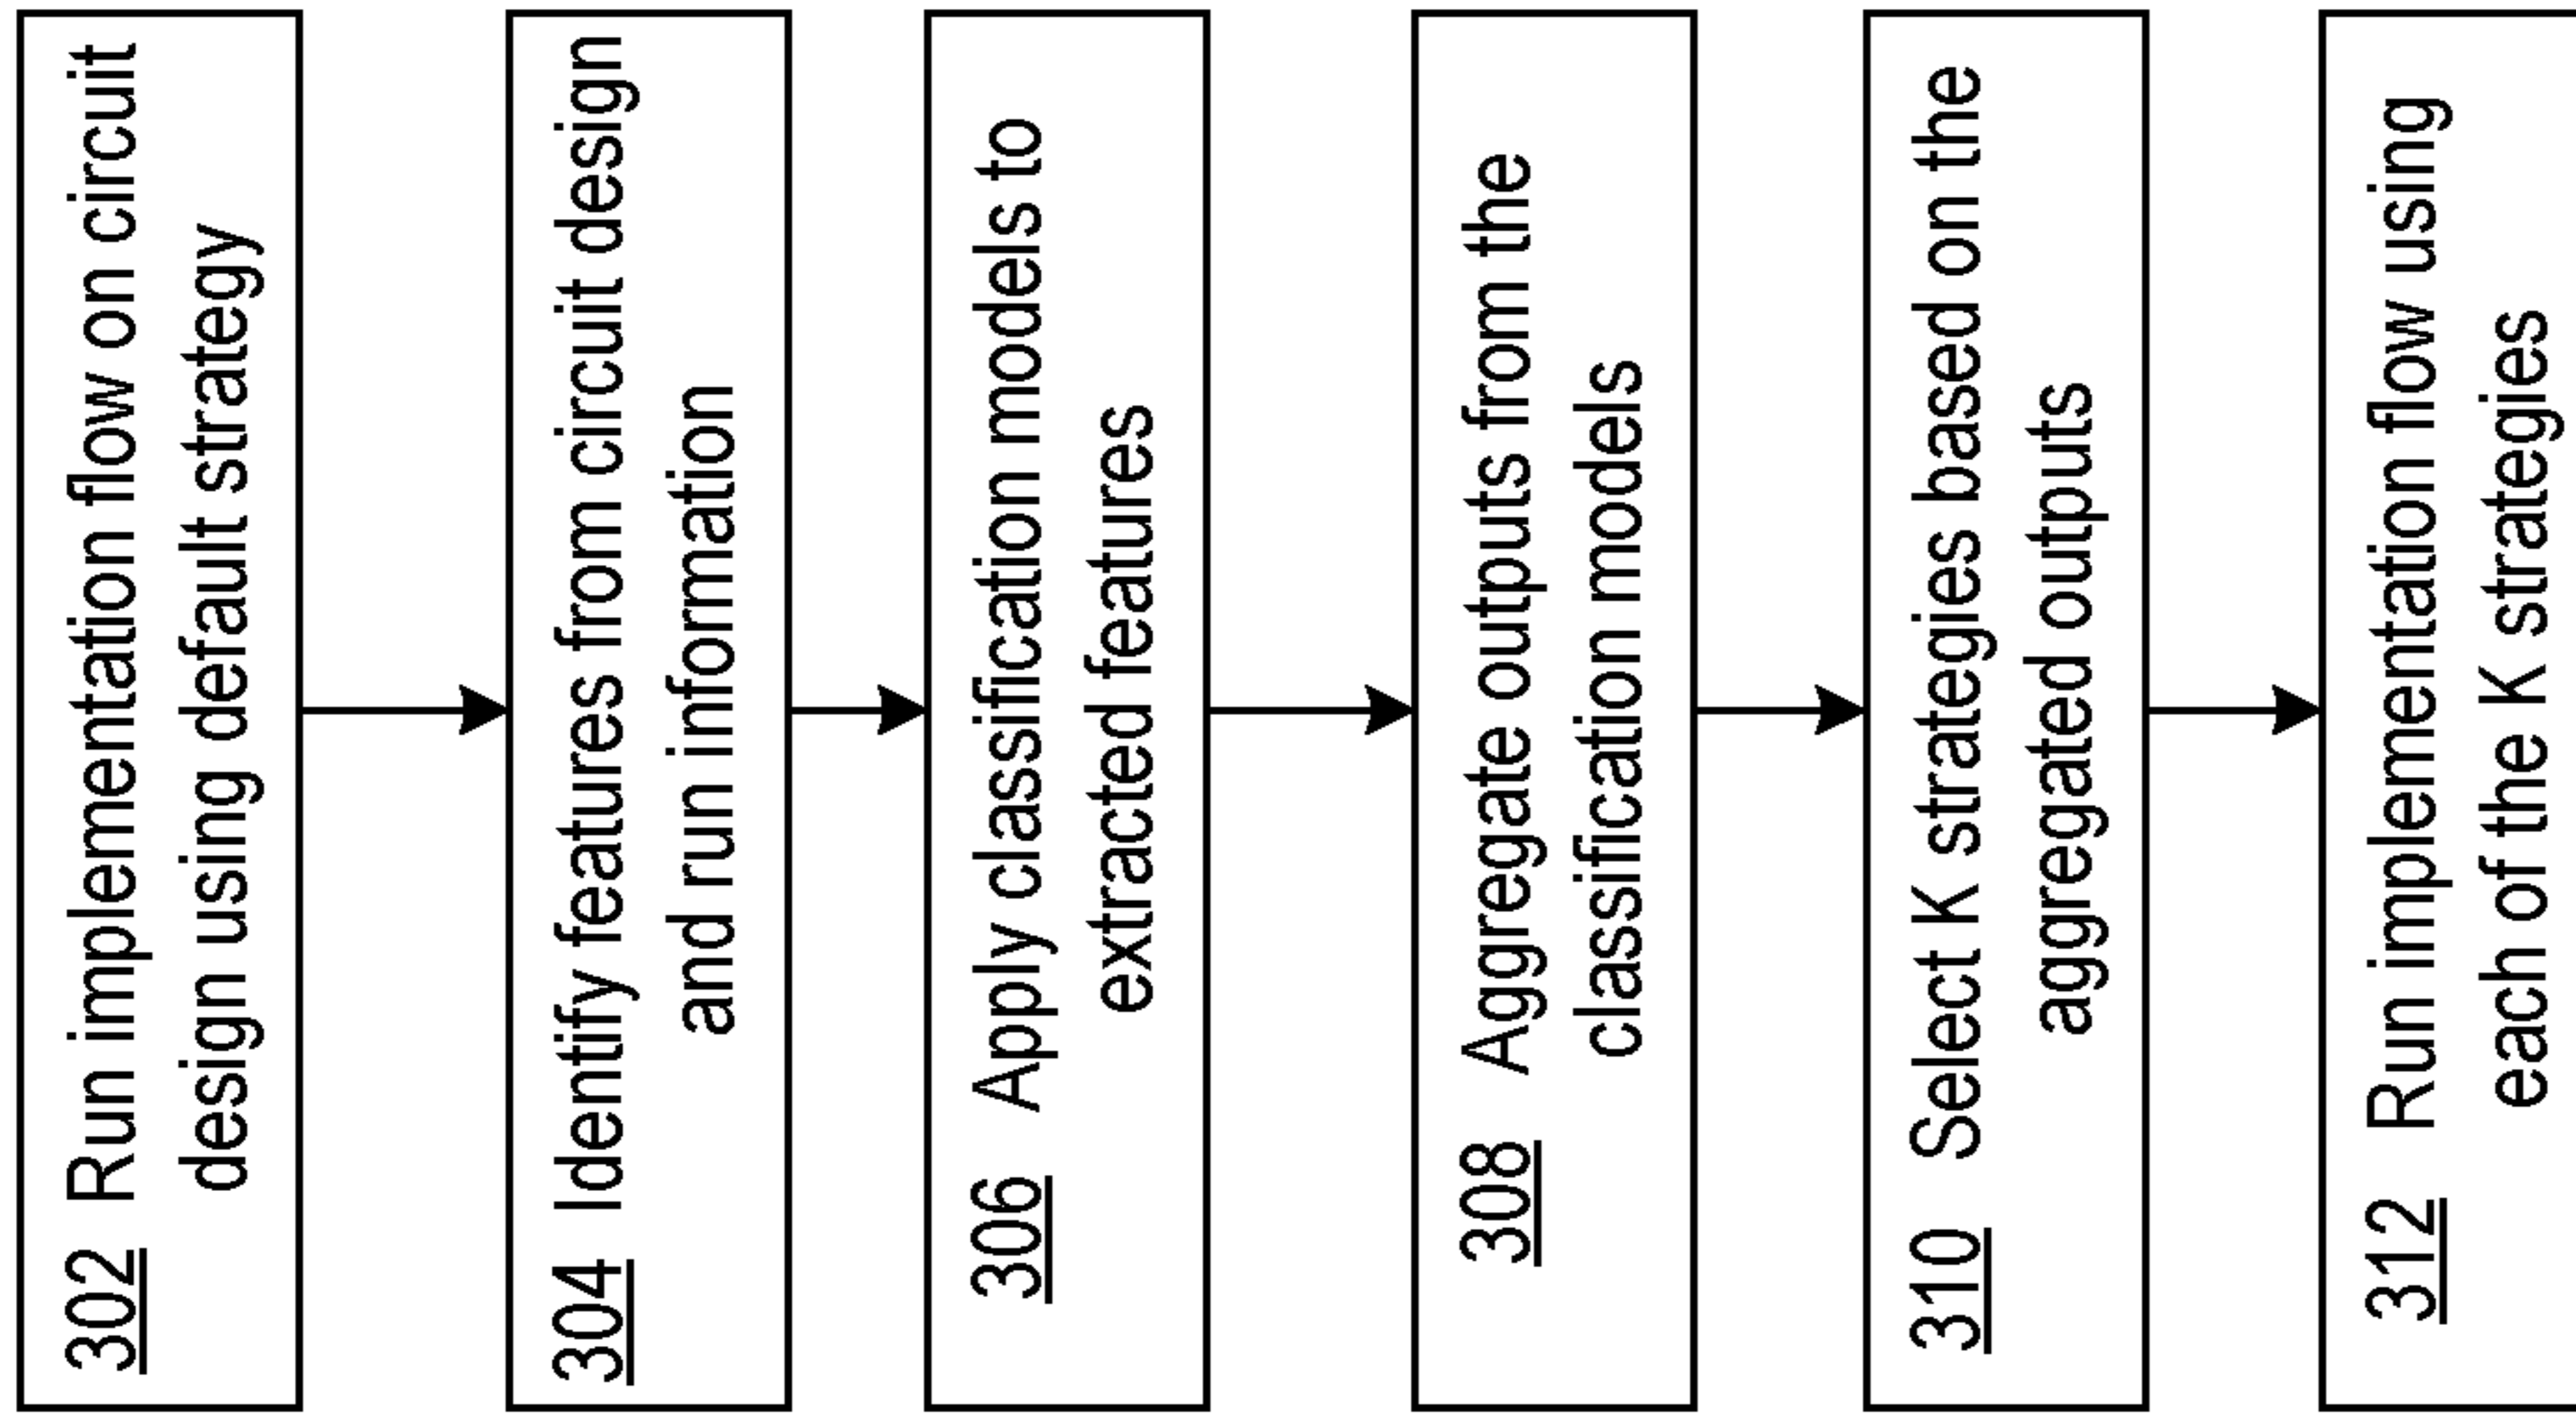 302 Run implementation flow on circuit
design using default strategy
304 Identify features from circuit design
and run information
306 Apply classification models to
extracted features
308 Aggregate outputs from the
classification models
310 Select K strategies based on the
aggregated outputs
312 Run implementation flow using
each of the K strategies